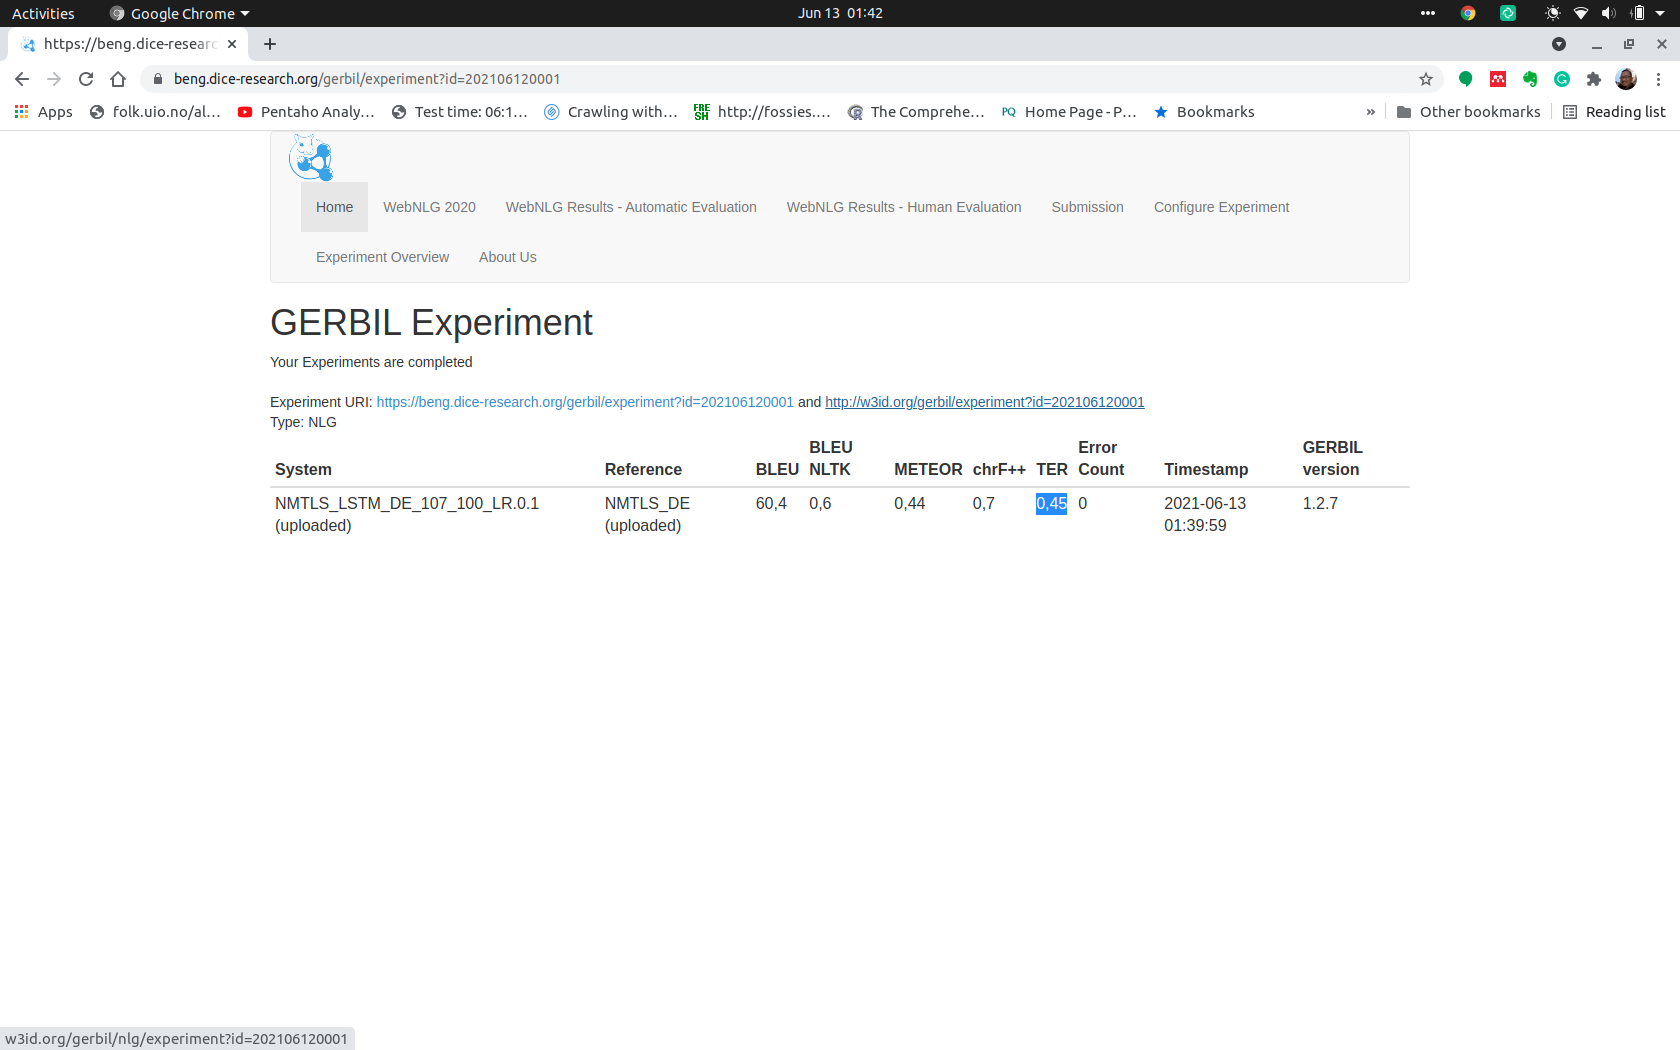 Activities Google Chrome Jun 13 01:42
https://beng.dice-researc
beng.dice-research.org/gerbil/experiment?id=202106120001
Apps folk.uio.no/al... Pentaho Analy... Test time: 06:1... Crawling with... FRE SH http://fossies.... The Comprehe... PQ Home Page - P... Bookmarks » Other bookmarks Reading list
Home WebNLG 2020 WebNLG Results - Automatic Evaluation WebNLG Results - Human Evaluation Submission Configure Experiment
Experiment Overview About Us
GERBIL Experiment
Your Experiments are completed
Experiment URI: https://beng.dice-research.org/gerbil/experiment?id=202106120001 and http://w3id.org/gerbil/experiment?id=202106120001
Type: NLG
BLEU Error GERBIL
System Reference BLEU NLTK METEOR chrF++ TER Count Timestamp version
NMTLS_LSTM_DE_107_100_LR.0.1 NMTLS_DE 60,4 0,6 0,44 0,7 0,45 0 2021-06-13 1.2.7
(uploaded) (uploaded) 01:39:59
w3id.org/gerbil/nlg/experiment?id=202106120001